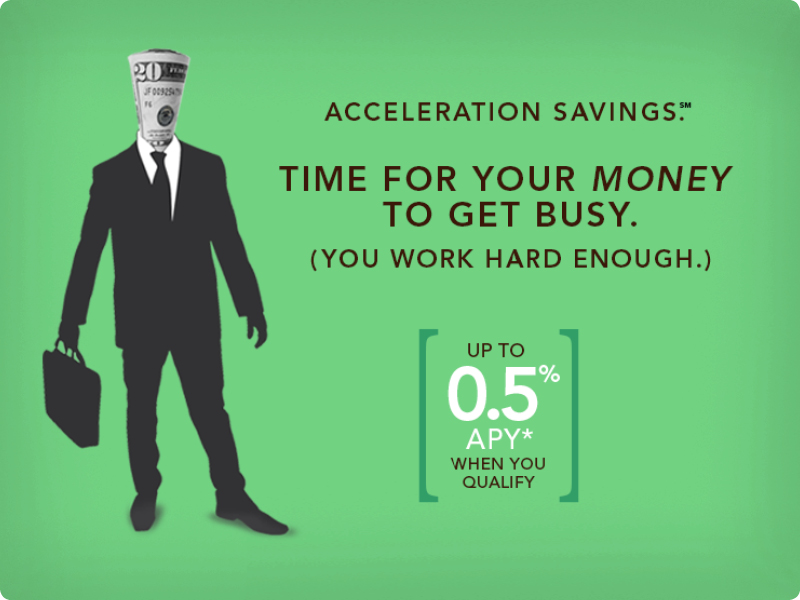 20
ACCELERATION SAVINGS.℠
TIME FOR YOUR MONEY
TO GET BUSY.
(YOU WORK HARD ENOUGH.)
UP TO
0.5%
APY*
WHEN YOU
QUALIFY